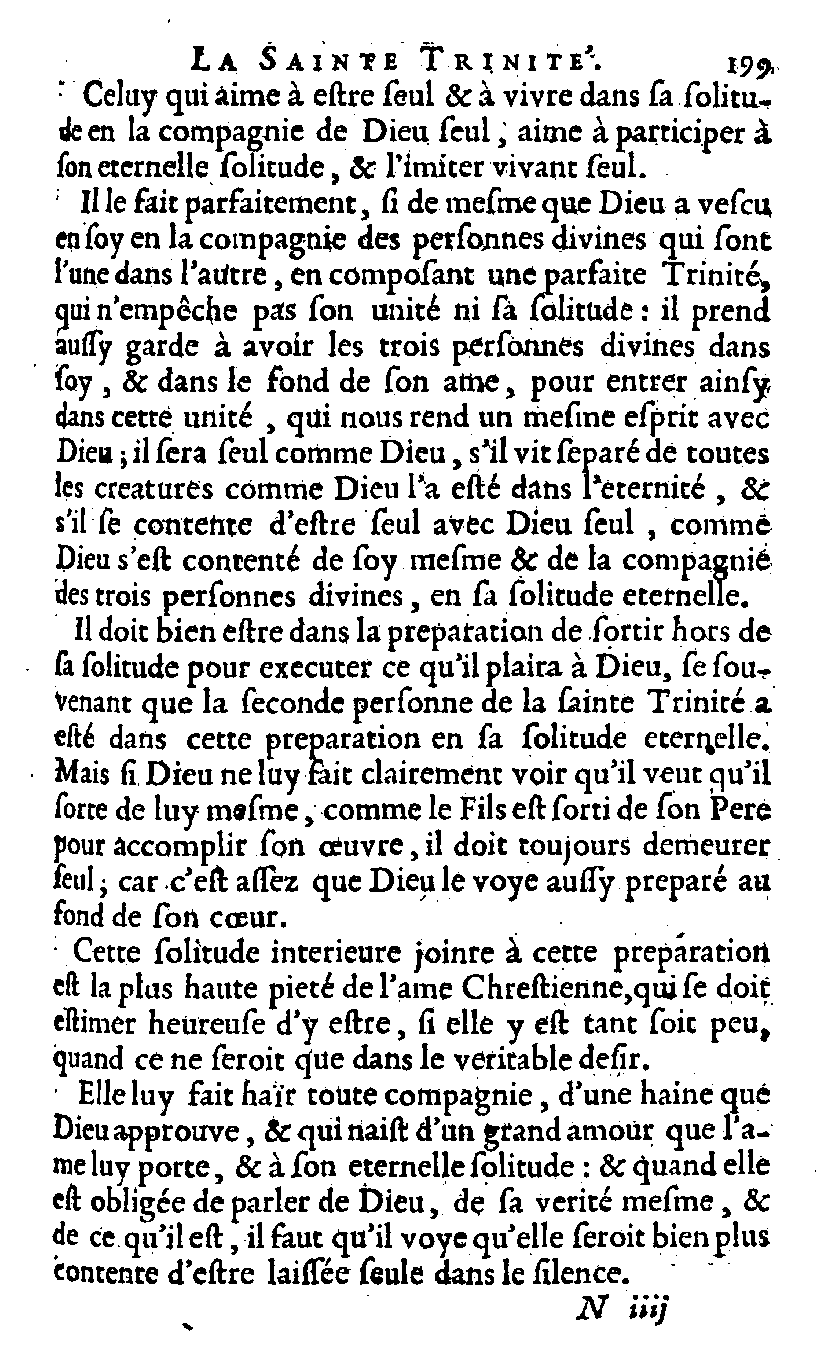 LA SAINTE TRINITE'. 199
Celuy qui aime à eſtre ſeul & à vivre dans ſa ſolitu-
de en la compagnie de Dieu ſeul, aime à participer à
ſon eternelle ſolitude, & l'imiter vivant ſeul.
Il le fait parfaitement, ſi de meſme que Dieu a veſcu
en ſoy en la compagnie des perſonnes divines qui ſont
l'une dans l'autre, en compoſant une parfaite Trinité,
qui n'empêche pas ſon unité ni ſa ſolitude : il prend
auſſy garde à avoir les trois perſonnes divines dans
ſoy, & dans le fond de ſon ame, pour entrer ainſy
dans cette unité, qui nous rend un meſme eſprit avec
Dieu ; il ſera ſeul comme Dieu, s'il vit ſeparé de toutes
les creatures comme Dieu l'a eſté dans l'eternité, &
s'il ſe contente d'eſtre ſeul avec Dieu ſeul, comme
Dieu s'eſt contenté de ſoy meſme & de la compagnie
des trois perſonnes divines, en ſa ſolitude eternelle.
Il doit bien eſtre dans la preparation de ſortir hors de
ſa ſolitude pour executer ce qu'il plaira à Dieu, ſe ſou-
venant que la ſeconde perſonne de la ſainte Trinité a
eſté dans cette preparation en ſa ſolitude eternelle.
Mais ſi Dieu ne luy fait clairement voir qu'il veut qu'il
ſorte de luy meſme, comme le Fils eſt ſorti de ſon Pere
pour accomplir ſon œuvre, il doit toujours demeurer
ſeul ; car c'eſt aſſez que Dieu le voye auſſy preparé au
fond de ſon cœur.
Cette ſolitude interieure jointe à cette preparation
eſt la plus haute pieté de l'ame Chreſtienne, qui ſe doit
eſtimer heureuſe d'y eſtre, ſi elle y eſt tant ſoit peu,
quand ce ne ſeroit que dans le veritable deſir.
Elle luy fait haïr toute compagnie, d'une haine que
Dieu approuve, & qui naiſt d'un grand amour que l'a-
me luy porte, & à ſon eternelle ſolitude : & quand elle
eſt obligée de parler de Dieu, de ſa verité meſme, &
de ce qu'il eſt, il faut qu'il voye qu'elle ſeroit bien plus
contente d'eſtre laiſſée ſeule dans le ſilence.
N iiij